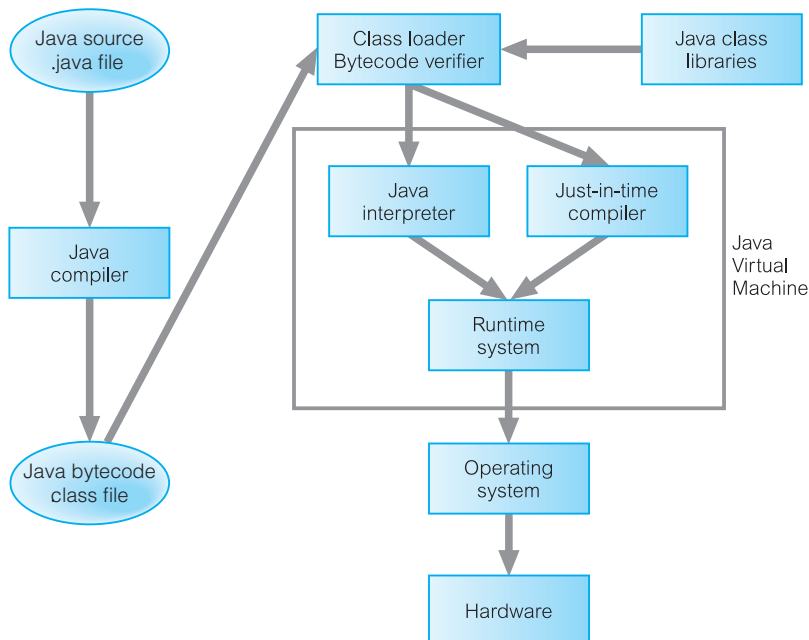 Java source
.java file
Class loader
Bytecode verifier
Java class
libraries
Java
interpreter
Just-in-time
compiler
Java
Virtual
Machine
Java
compiler
Runtime
system
Java bytecode
class file
Operating
system
Hardware